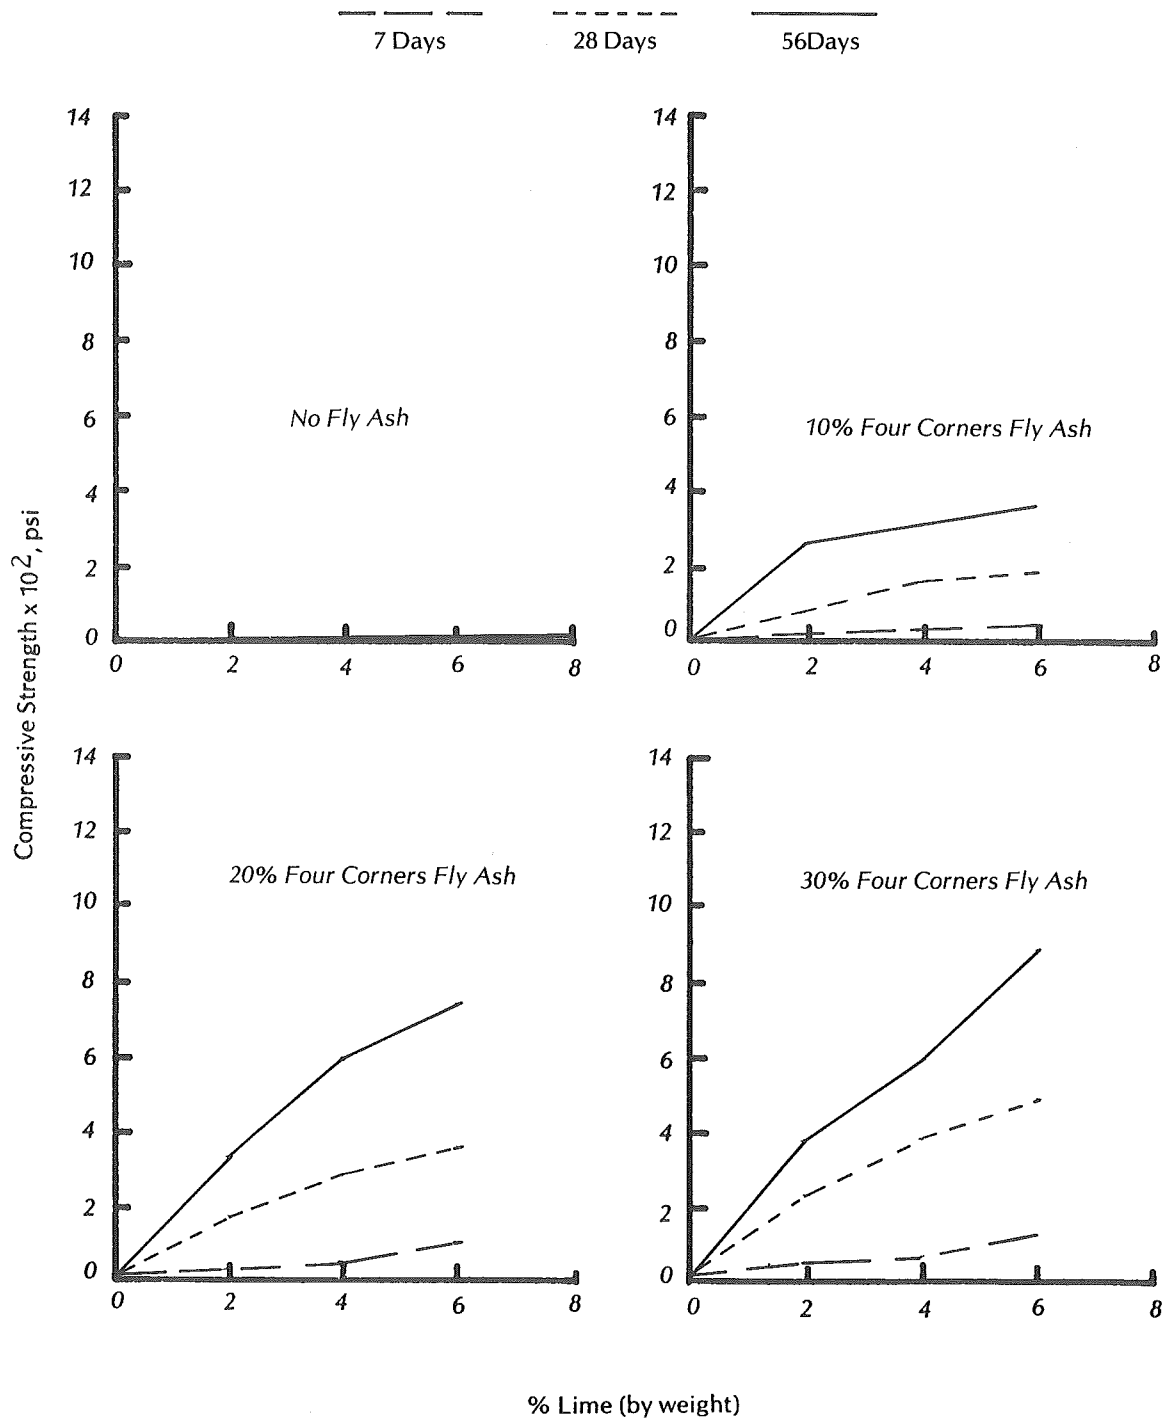 7 Days 28 Days 56Days
14
12
10
8
6
4
2
0
No Fly Ash
0 2 4 6 8
14
12
10
8
6
4
2
0
10% Four Corners Fly Ash
0 2 4 6 8
Compressive Strength x 10², psi
14
12
10
8
6
4
2
0
20% Four Corners Fly Ash
0 2 4 6 8
14
12
10
8
6
4
2
0
30% Four Corners Fly Ash
0 2 4 6 8
% Lime (by weight)